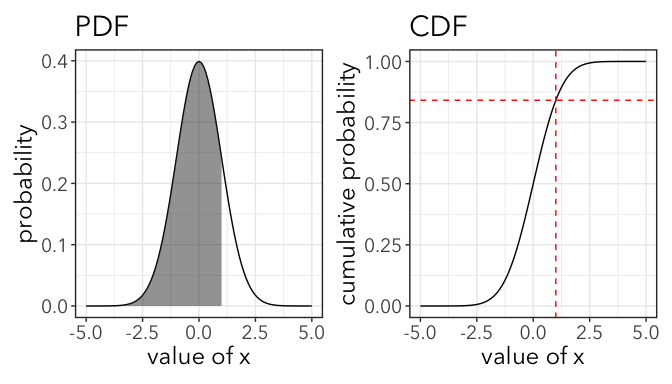 PDF
probability
0.4
0.3
0.2
0.1
0.0
-5.0 -2.5 0.0 2.5 5.0
value of x
CDF
cumulative probability
1.00
0.75
0.50
0.25
0.00
-5.0 -2.5 0.0 2.5 5.0
value of x